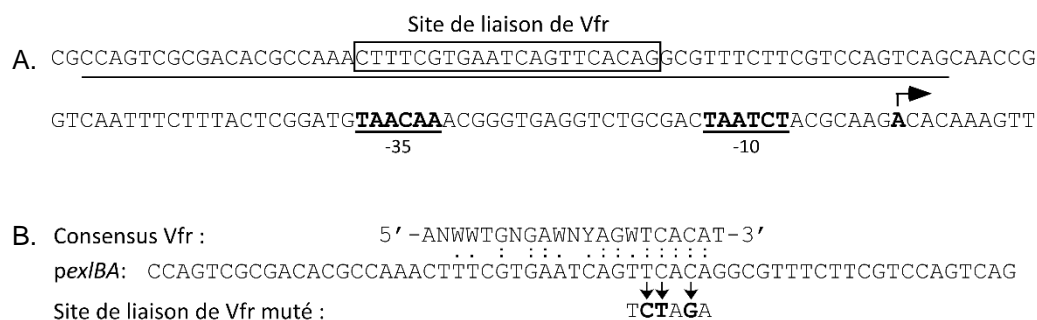 Site de liaison de Vfr
A. CGCCAGTCGCGACACGCCAAACTTTCGTGAATCAGTTCACAGGCGTTTCTTCGTCCAGTCAGCAACCG
GTCAATTTCTTTACTCGGATGTAACAAACGGGTGAGGTCTGCGACTAATCTACGCAAGACACAAAGTT
-35 -10
B. Consensus Vfr : 5’-ANWWTGNGAWNYAGWTCACAT-3’
pexlBA: CCAGTCGCGACACGCCAAACTTTCGTGAATCAGTTCACAGGCGTTTCTTCGTCCAGTCAG
Site de liaison de Vfr muté : TCTAGA